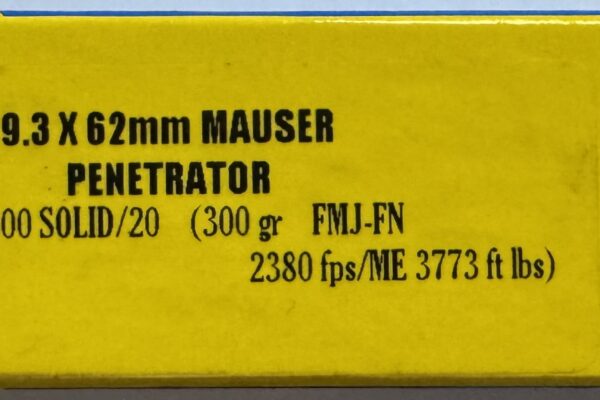 9.3 X 62mm MAUSER
PENETRATOR
00 SOLID/20 (300 gr FMJ-FN
2380 fps/ME 3773 ft lbs)